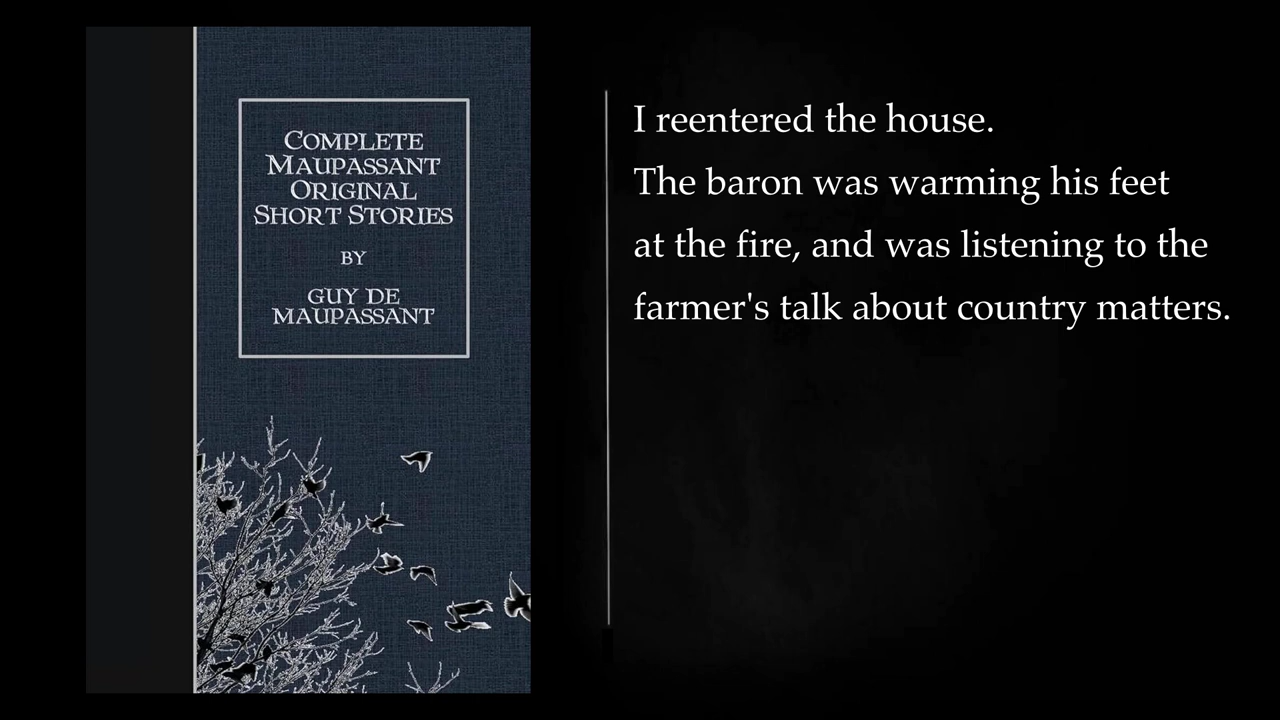 COMPLETE
MAUPASSANT
ORIGINAL
SHORT STORIES
BY
GUY DE
MAUPASSANT
I reentered the house.
The baron was warming his feet
at the fire, and was listening to the
farmer's talk about country matters.